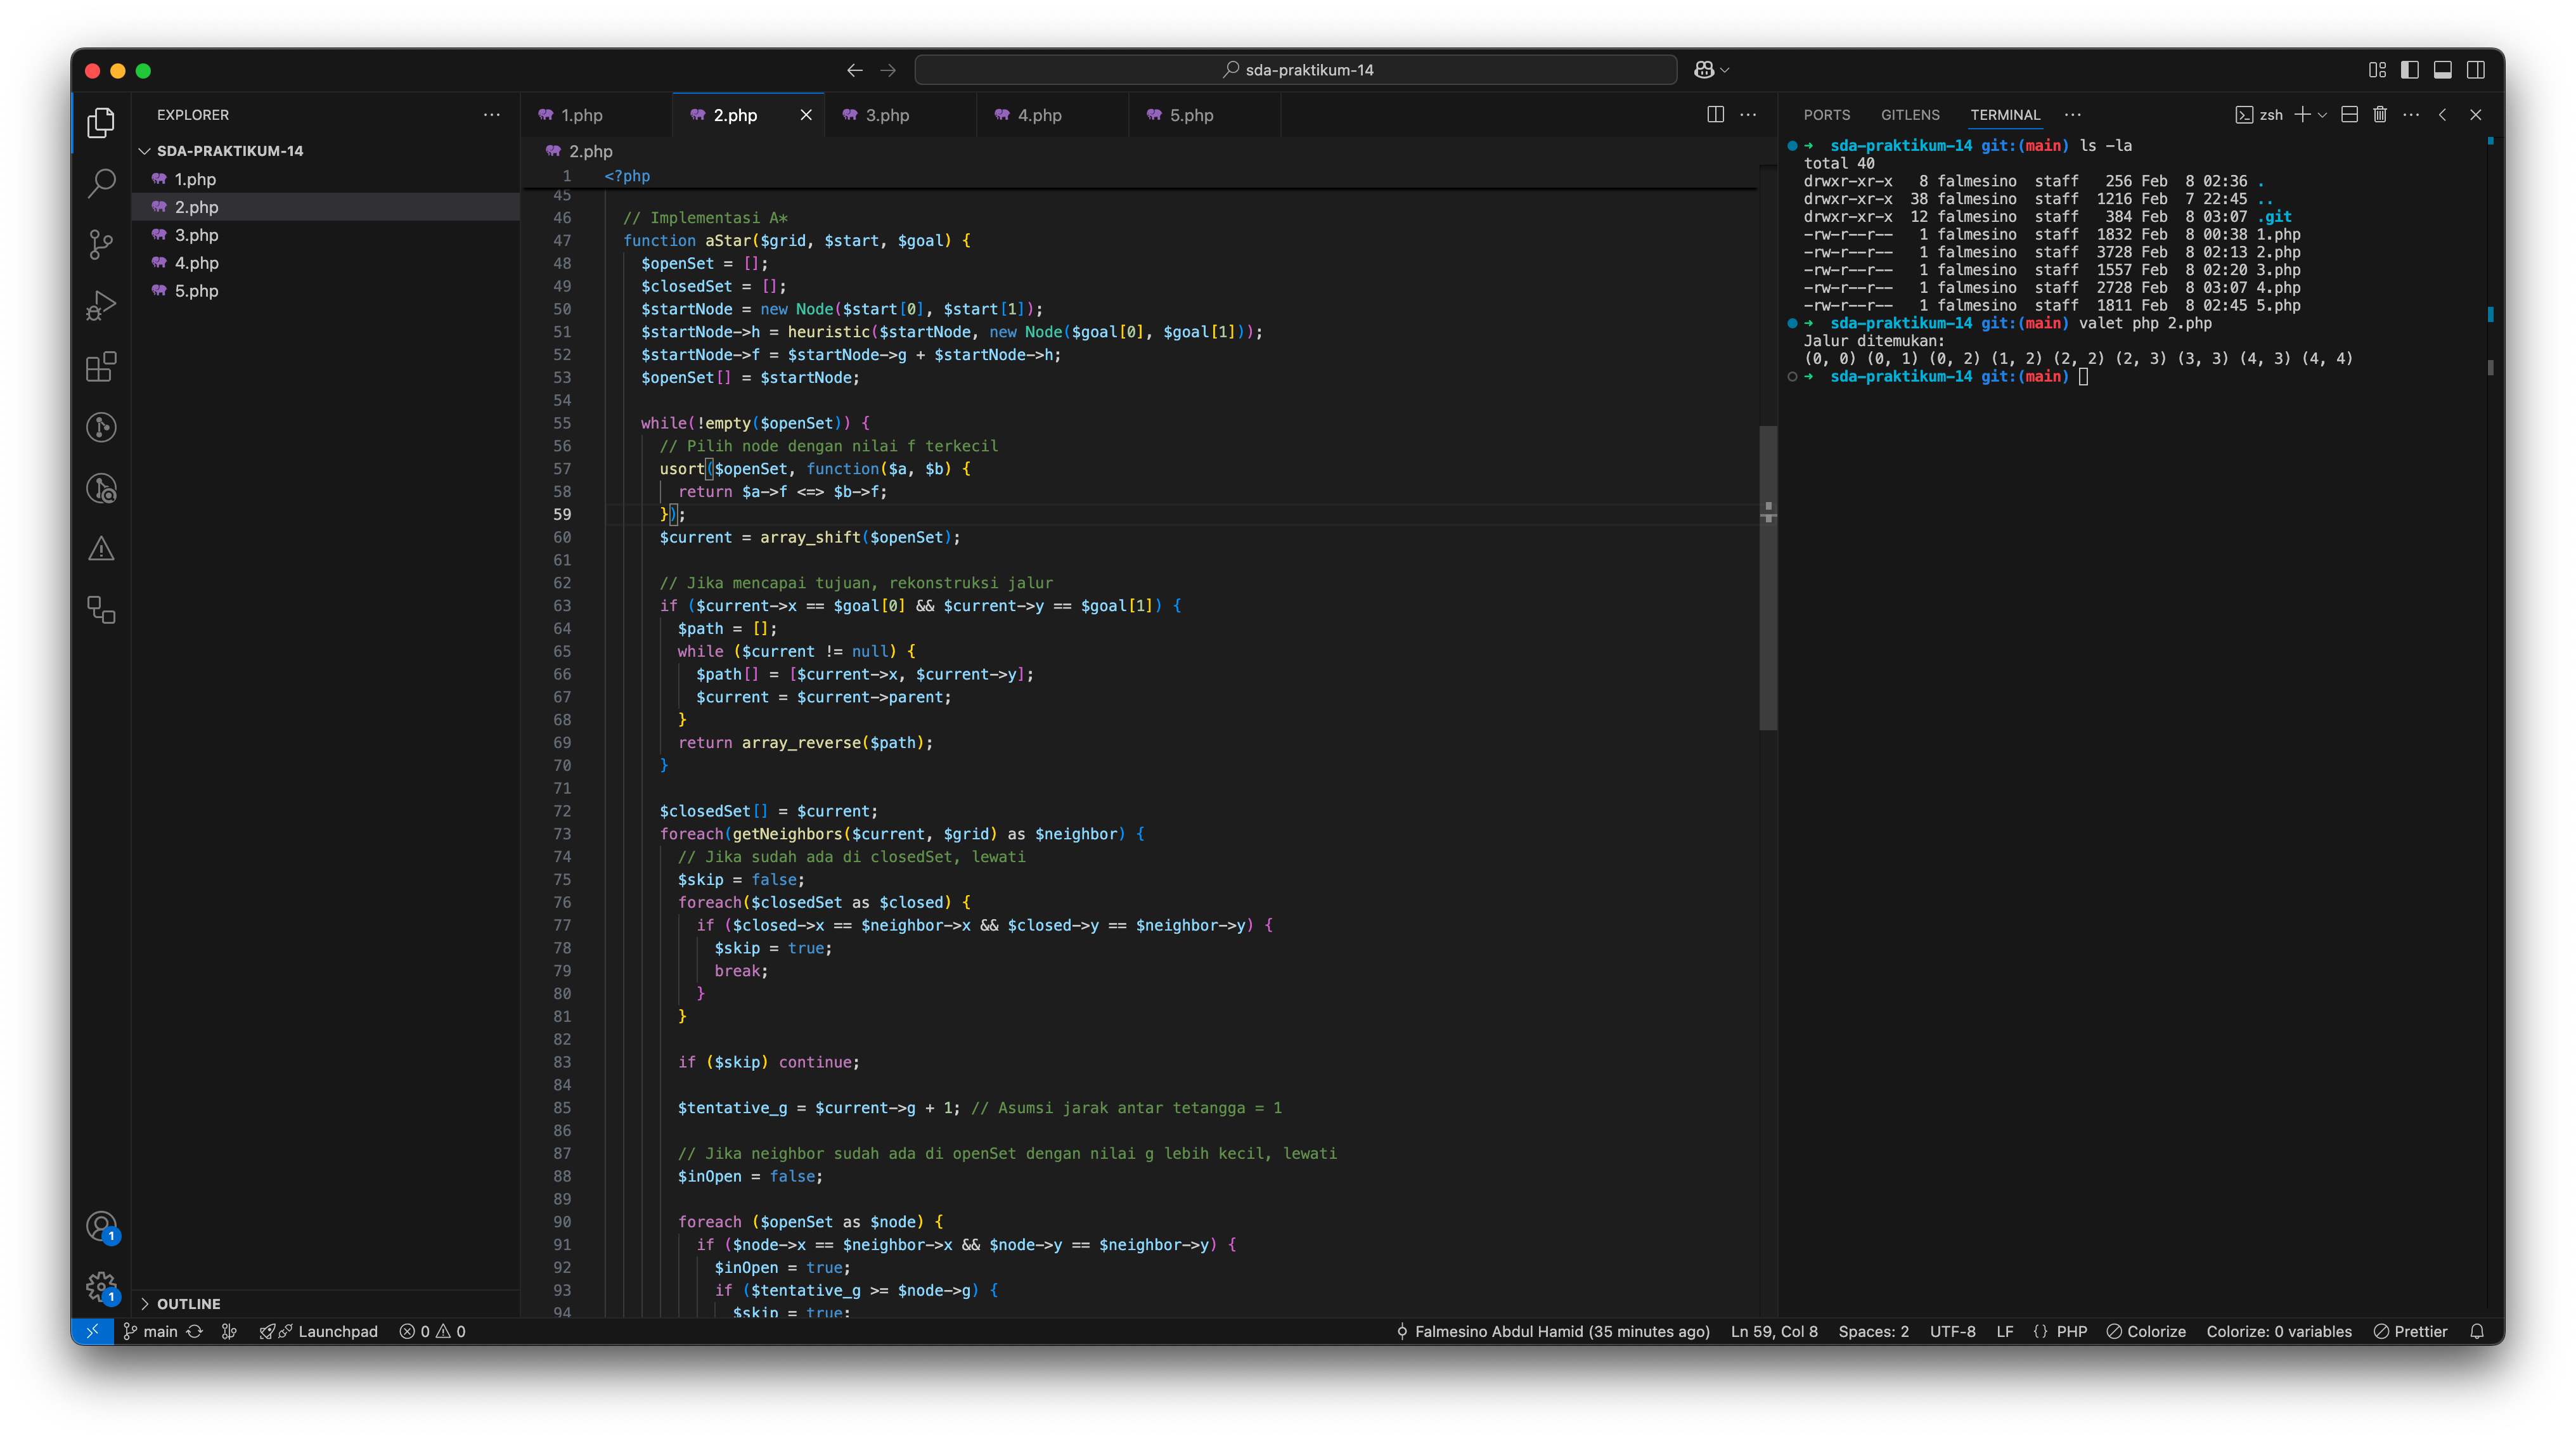 sda-praktikum-14
EXPLORER
SDA-PRAKTIKUM-14
1.php
2.php
3.php
4.php
5.php
OUTLINE
1.php
2.php
3.php
4.php
5.php
2.php
1 <?php
45
46 // Implementasi A*
47 function aStar($grid, $start, $goal) {
48 $openSet = [];
49 $closedSet = [];
50 $startNode = new Node($start[0], $start[1]);
51 $startNode->h = heuristic($startNode, new Node($goal[0], $goal[1]));
52 $startNode->f = $startNode->g + $startNode->h;
53 $openSet[] = $startNode;
54
55 while(!empty($openSet)) {
56 // Pilih node dengan nilai f terkecil
57 usort($openSet, function($a, $b) {
58 return $a->f <=> $b->f;
59 });
60 $current = array_shift($openSet);
61
62 // Jika mencapai tujuan, rekonstruksi jalur
63 if ($current->x == $goal[0] && $current->y == $goal[1]) {
64 $path = [];
65 while ($current != null) {
66 $path[] = [$current->x, $current->y];
67 $current = $current->parent;
68 }
69 return array_reverse($path);
70 }
71
72 $closedSet[] = $current;
73 foreach(getNeighbors($current, $grid) as $neighbor) {
74 // Jika sudah ada di closedSet, lewati
75 $skip = false;
76 foreach($closedSet as $closed) {
77 if ($closed->x == $neighbor->x && $closed->y == $neighbor->y) {
78 $skip = true;
79 break;
80 }
81 }
82
83 if ($skip) continue;
84
85 $tentative_g = $current->g + 1; // Asumsi jarak antar tetangga = 1
86
87 // Jika neighbor sudah ada di openSet dengan nilai g lebih kecil, lewati
88 $inOpen = false;
89
90 foreach ($openSet as $node) {
91 if ($node->x == $neighbor->x && $node->y == $neighbor->y) {
92 $inOpen = true;
93 if ($tentative_g >= $node->g) {
94 $skip = true;
PORTS GITLENS TERMINAL zsh
➜ sda-praktikum-14 git:(main) ls -la
total 40
drwxr-xr-x 8 falmesino staff 256 Feb 8 02:36 .
drwxr-xr-x 38 falmesino staff 1216 Feb 7 22:45 ..
drwxr-xr-x 12 falmesino staff 384 Feb 8 03:07 .git
-rw-r--r-- 1 falmesino staff 1832 Feb 8 00:38 1.php
-rw-r--r-- 1 falmesino staff 3728 Feb 8 02:13 2.php
-rw-r--r-- 1 falmesino staff 1557 Feb 8 02:20 3.php
-rw-r--r-- 1 falmesino staff 2728 Feb 8 03:07 4.php
-rw-r--r-- 1 falmesino staff 1811 Feb 8 02:45 5.php
➜ sda-praktikum-14 git:(main) valet php 2.php
Jalur ditemukan:
(0, 0) (0, 1) (0, 2) (1, 2) (2, 2) (2, 3) (3, 3) (4, 3) (4, 4)
➜ sda-praktikum-14 git:(main)
1
1
main Launchpad 0 0 Falmesino Abdul Hamid (35 minutes ago) Ln 59, Col 8 Spaces: 2 UTF-8 LF {} PHP Colorize Colorize: 0 variables Prettier